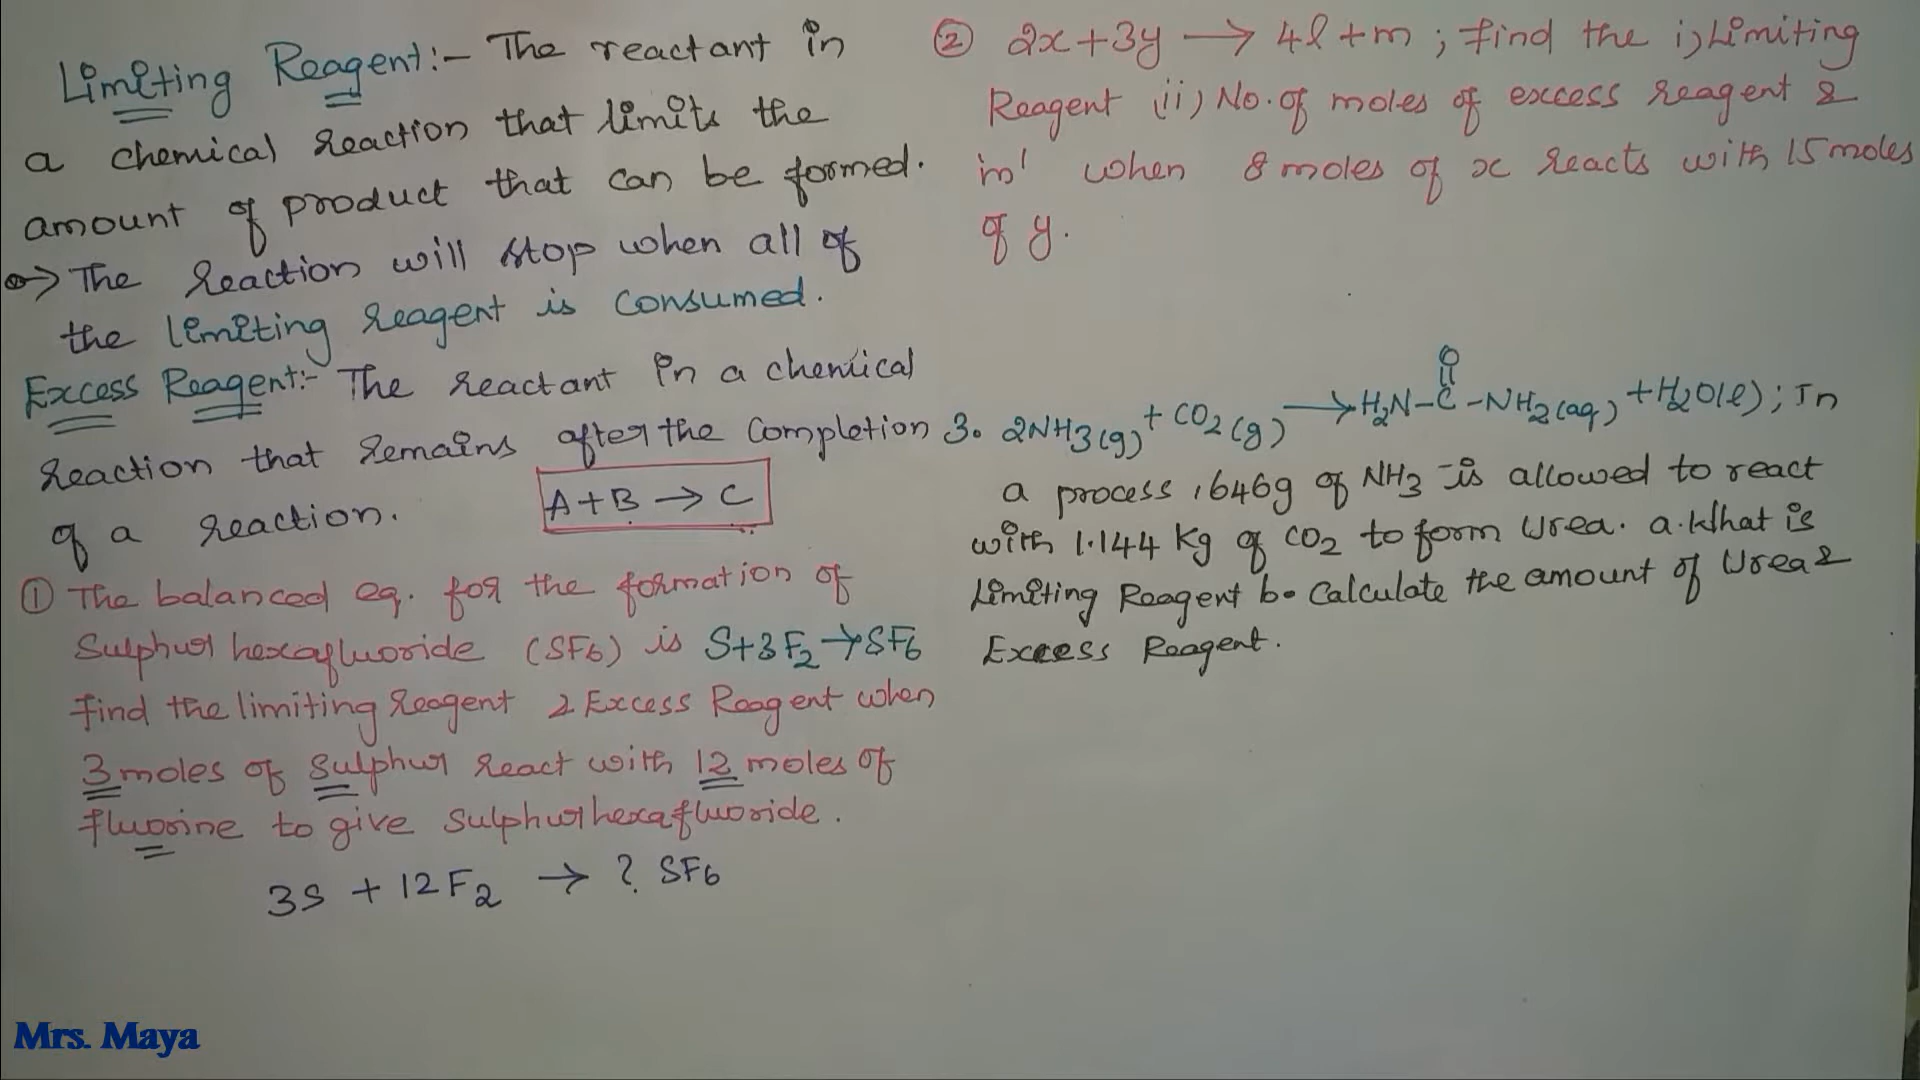 Limiting Reagent:- The reactant in
a chemical reaction that limits the
amount of product that can be formed.
→ The reaction will stop when all of
the limiting reagent is consumed.
Excess Reagent:- The reactant in a chemical
reaction that remains after the completion
of a reaction.
A+B → C
① The balanced eq. for the formation of
Sulphur hexafluoride (SF6) is S+3F2→SF6
find the limiting reagent & Excess Reagent when
3 moles of Sulphur react with 12 moles of
fluorine to give sulphurhexafluoride.
3S + 12F2 → ? SF6
② 2x+3y → 4l+m ; find the i) Limiting
Reagent (ii) No. of moles of excess reagent &
'm' when 8 moles of x reacts with 15 moles
of y.
O
3. 2NH3(g) + CO2(g) → H2N-C-NH2(aq) + H2O(l) ; In
a process, 646g of NH3 is allowed to react
with 1.144 Kg of CO2 to form Urea. a. What is
Limiting Reagent b. Calculate the amount of Urea &
Excess Reagent.
Mrs. Maya